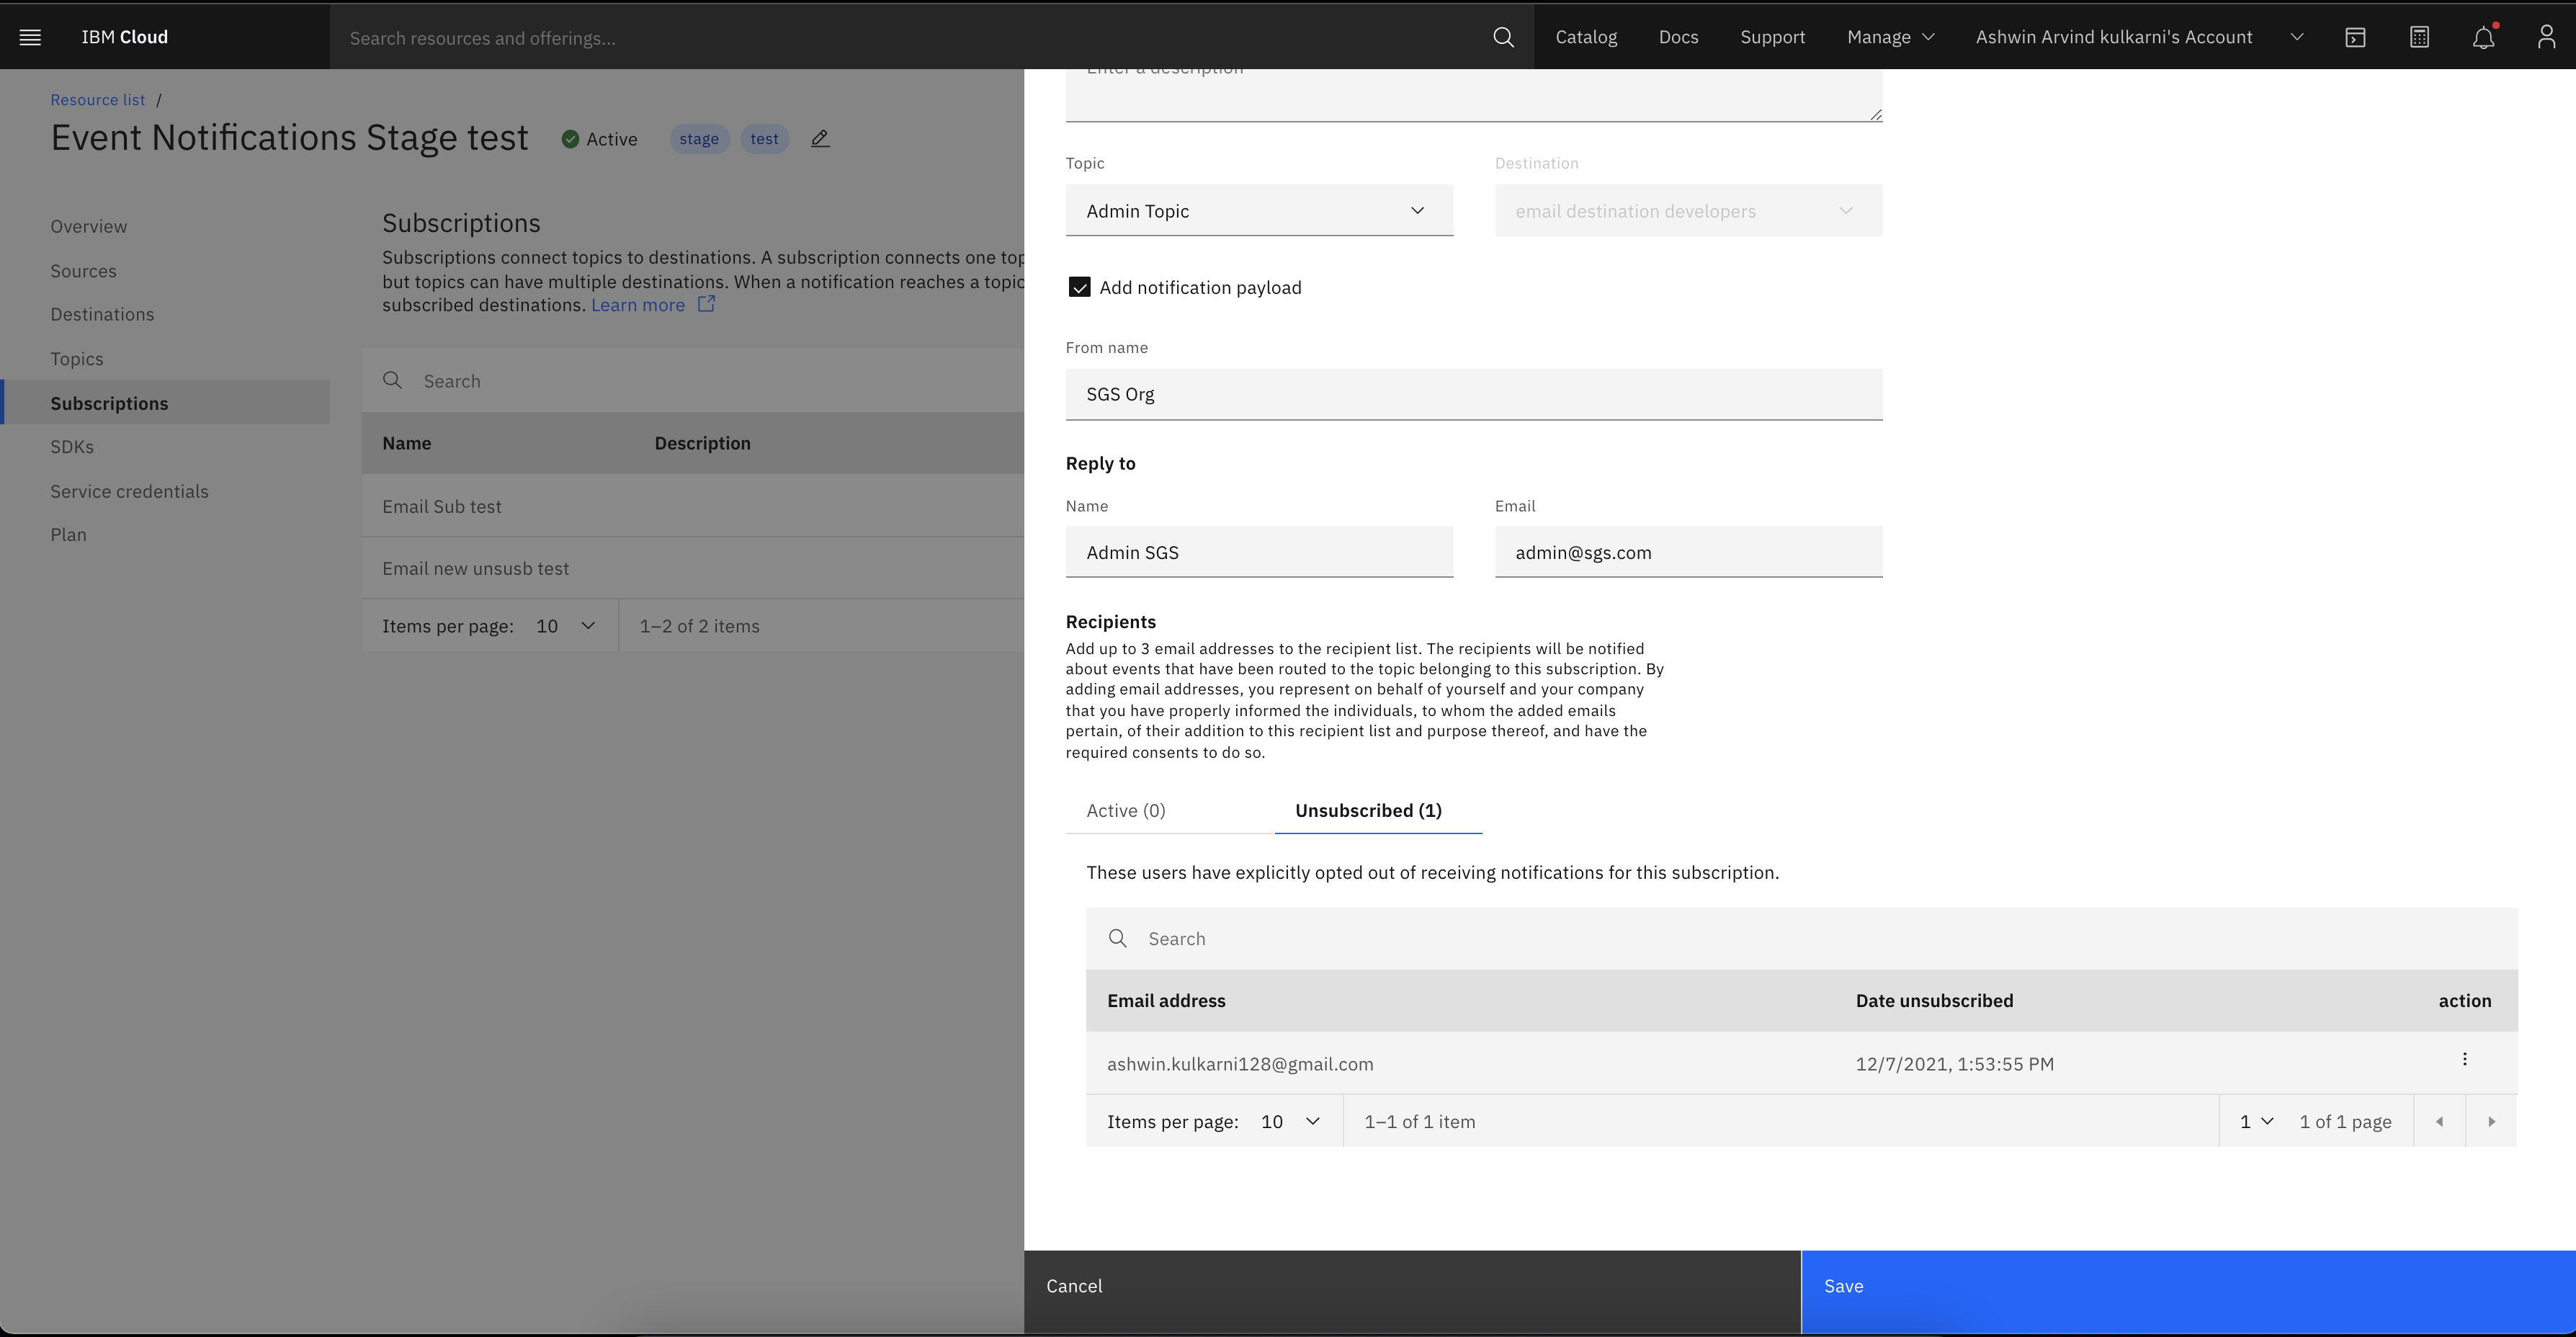 IBM Cloud
Search resources and offerings...
Catalog
Docs
Support
Manage
Ashwin Arvind kulkarni's Account
Resource list /
Event Notifications Stage test
Active
stage
test
Overview
Sources
Destinations
Topics
Subscriptions
SDKs
Service credentials
Plan
Subscriptions
Subscriptions connect topics to destinations. A subscription connects one top
but topics can have multiple destinations. When a notification reaches a topic
subscribed destinations. Learn more
Search
Name Description
Email Sub test
Email new unsusb test
Items per page: 10 1–2 of 2 items
Enter a description
Topic
Admin Topic
Destination
email destination developers
Add notification payload
From name
SGS Org
Reply to
Name
Admin SGS
Email
admin@sgs.com
Recipients
Add up to 3 email addresses to the recipient list. The recipients will be notified
about events that have been routed to the topic belonging to this subscription. By
adding email addresses, you represent on behalf of yourself and your company
that you have properly informed the individuals, to whom the added emails
pertain, of their addition to this recipient list and purpose thereof, and have the
required consents to do so.
Active (0)
Unsubscribed (1)
These users have explicitly opted out of receiving notifications for this subscription.
Search
Email address Date unsubscribed action
ashwin.kulkarni128@gmail.com 12/7/2021, 1:53:55 PM
Items per page: 10 1–1 of 1 item 1 1 of 1 page
Cancel
Save